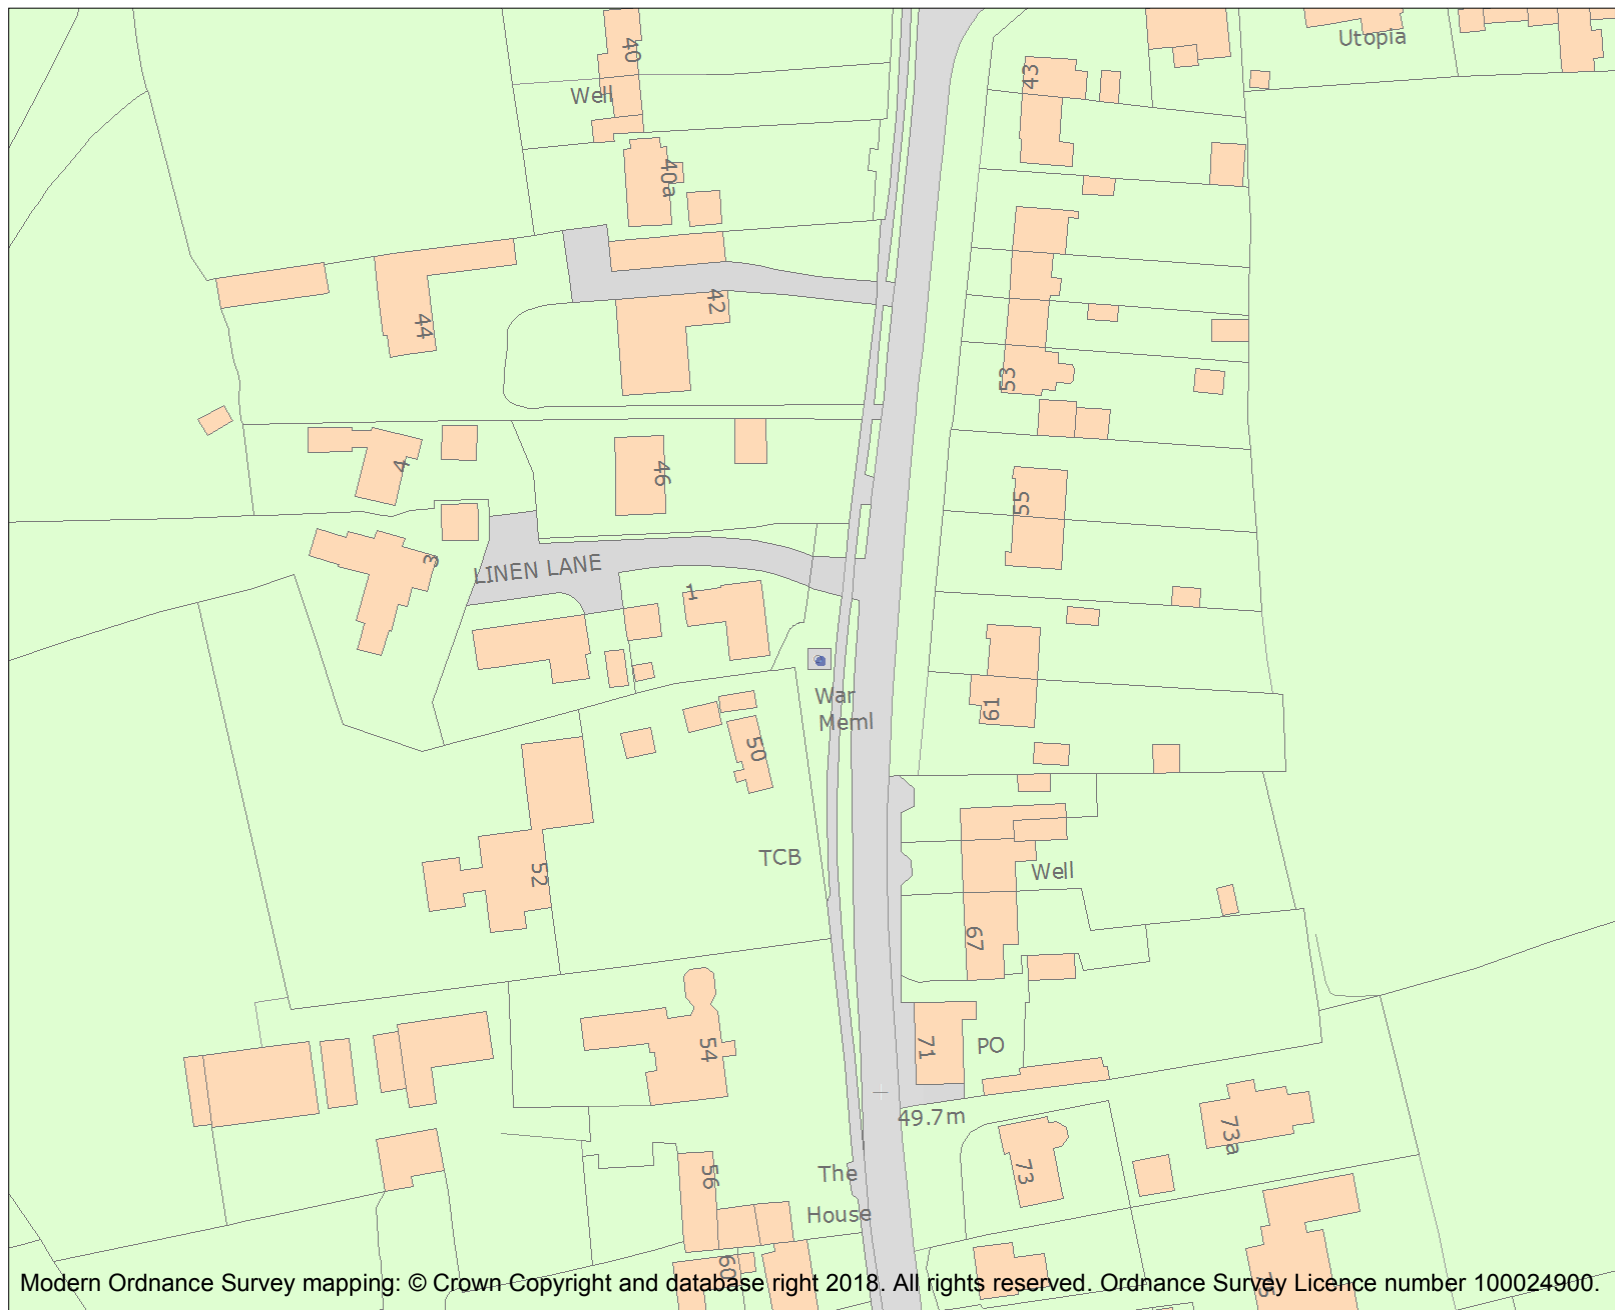 40
Well
Utopia
43
40a
42
44
53
4
46
55
3
LINEN LANE
1
War
Meml
61
50
TCB
52
Well
67
54
71
PO
49.7m
73a
73
56
The
House
60
75
Modern Ordnance Survey mapping: © Crown Copyright and database right 2018. All rights reserved. Ordnance Survey Licence number 100024900.